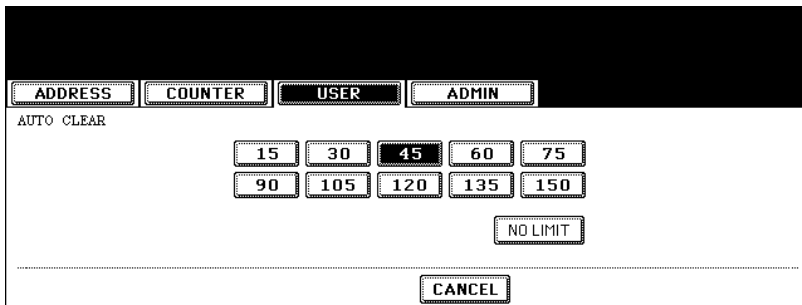 ADDRESS COUNTER USER ADMIN
AUTO CLEAR
15 30 45 60 75
90 105 120 135 150
NO LIMIT
CANCEL